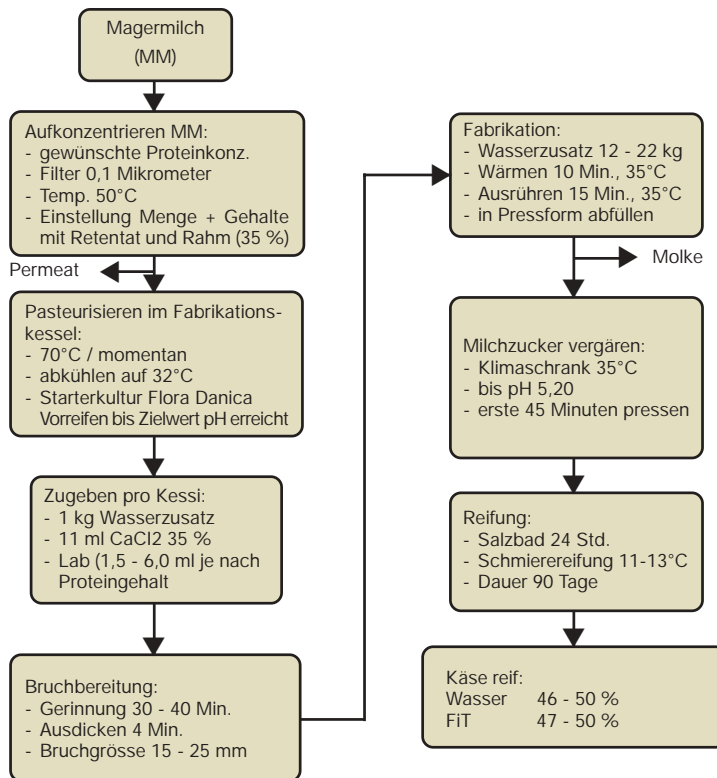 Magermilch
(MM)
Aufkonzentrieren MM:
- gewünschte Proteinkonz.
- Filter 0,1 Mikrometer
- Temp. 50°C
- Einstellung Menge + Gehalte
mit Retentat und Rahm (35 %)
Permeat
Pasteurisieren im Fabrikations-
kessel:
- 70°C / momentan
- abkühlen auf 32°C
- Starterkultur Flora Danica
Vorreifen bis Zielwert pH erreicht
Zugeben pro Kessi:
- 1 kg Wasserzusatz
- 11 ml CaCl2 35 %
- Lab (1,5 - 6,0 ml je nach
Proteingehalt
Bruchbereitung:
- Gerinnung 30 - 40 Min.
- Ausdicken 4 Min.
- Bruchgrösse 15 - 25 mm
Fabrikation:
- Wasserzusatz 12 - 22 kg
- Wärmen 10 Min., 35°C
- Ausrühren 15 Min., 35°C
- in Pressform abfüllen
Molke
Milchzucker vergären:
- Klimaschrank 35°C
- bis pH 5,20
- erste 45 Minuten pressen
Reifung:
- Salzbad 24 Std.
- Schmierereifung 11-13°C
- Dauer 90 Tage
Käse reif:
Wasser 46 - 50 %
FiT 47 - 50 %